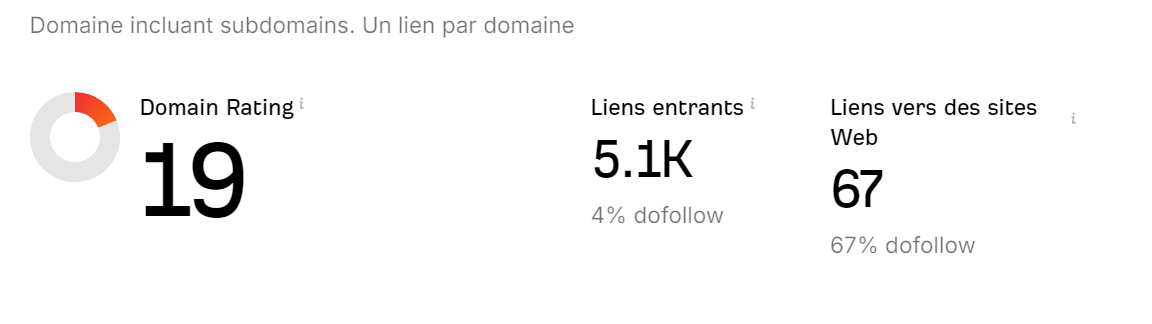 Domaine incluant subdomains. Un lien par domaine
Domain Rating i
19
Liens entrants i
5.1K
4% dofollow
Liens vers des sites i
Web
67
67% dofollow